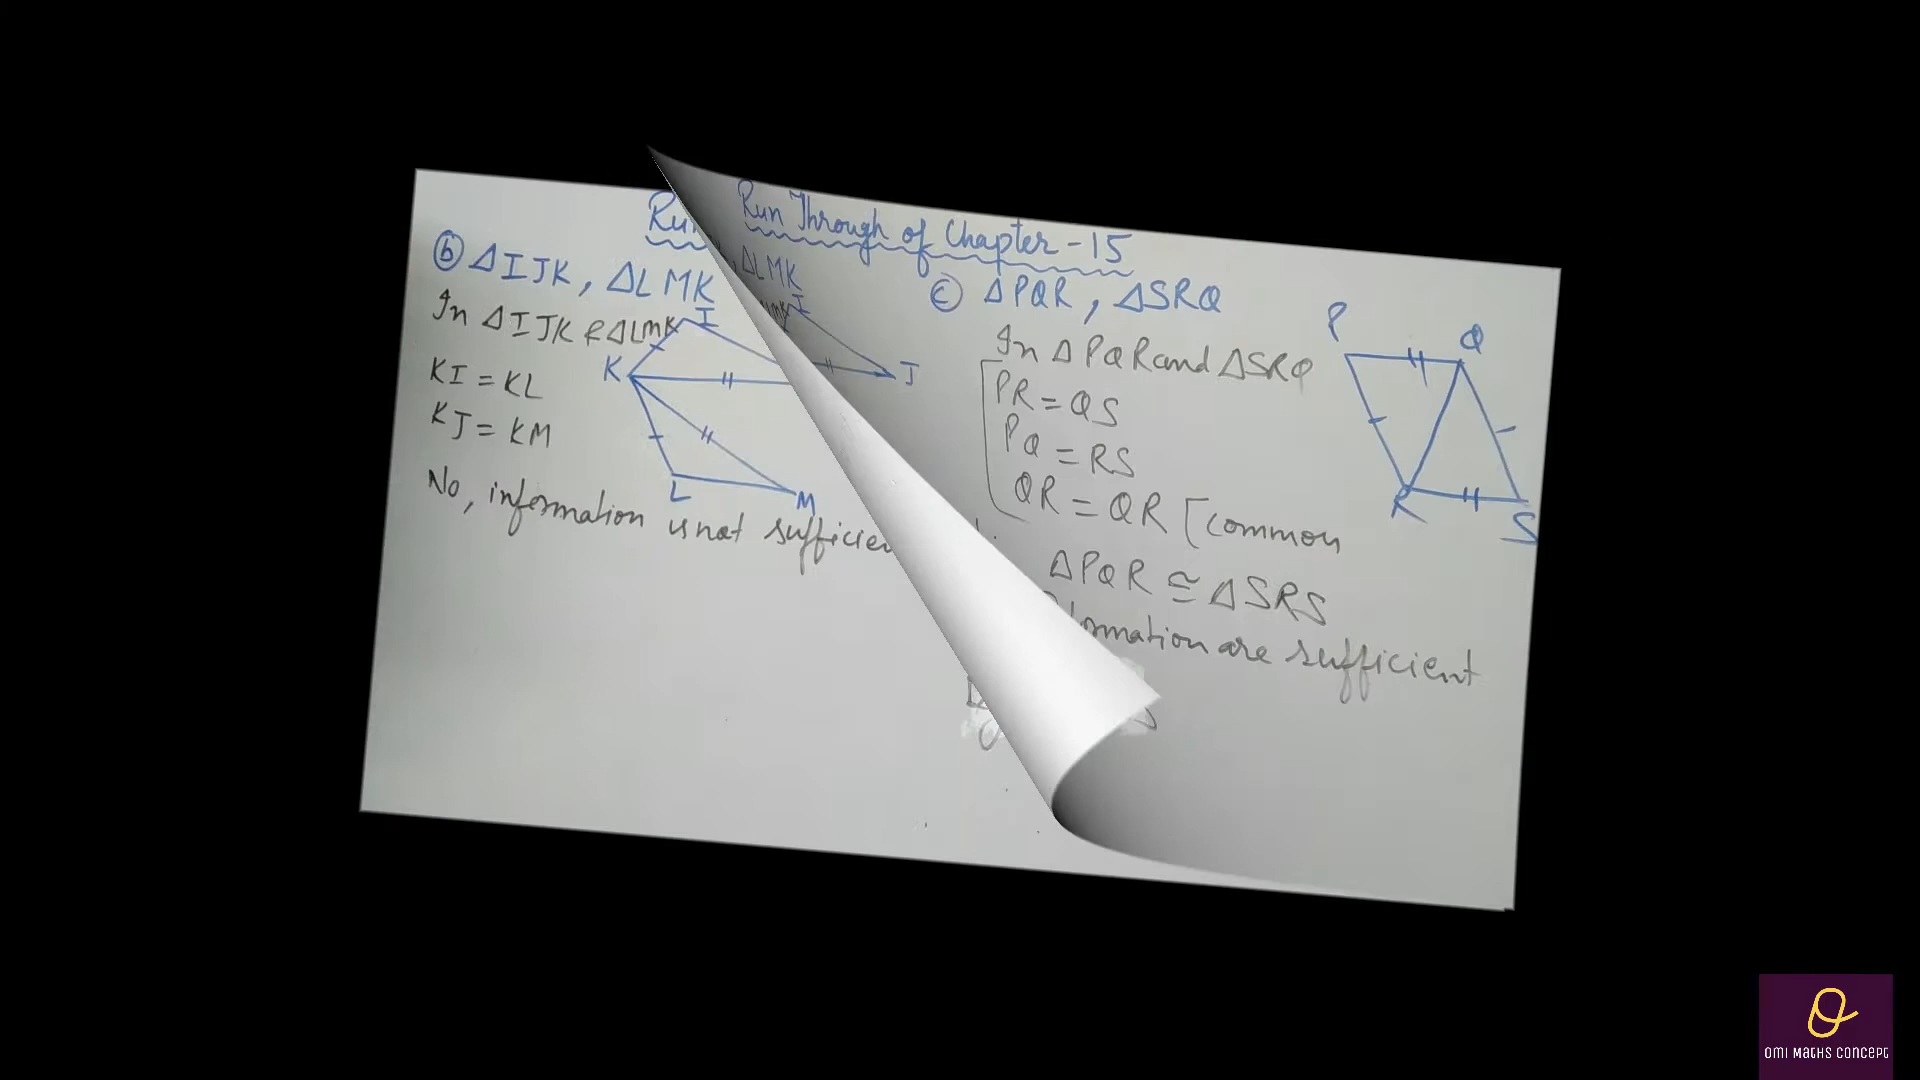 Run Through of Chapter-15
b ΔIJK, ΔLMK
In ΔIJK & ΔLMK
KI = KL
KJ = KM
No, information is not
I
K
J
L
M
ΔLMK
c ΔPQR, ΔSRQ
In ΔPQR and ΔSRQ
PR = QS
PQ = RS
QR = QR [common
ΔPQR ≅ ΔSRS
are sufficient
P
Q
R
S
OMI MATHS CONCEPT